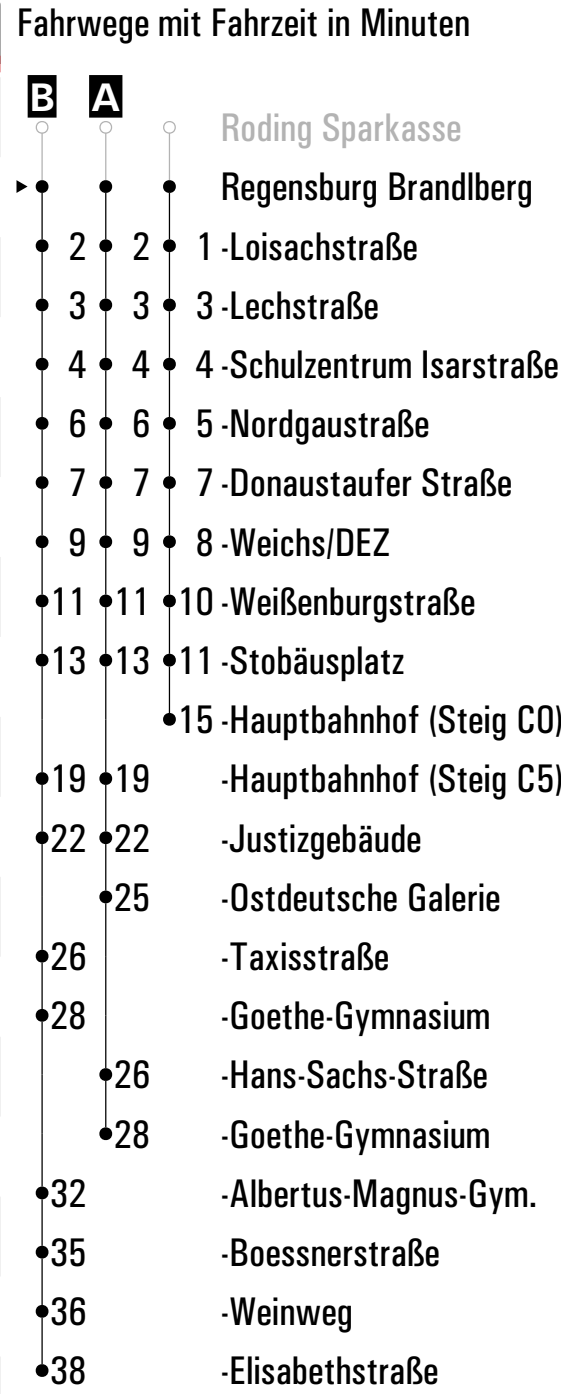 Fahrwege mit Fahrzeit in Minuten
B A
Roding Sparkasse
Regensburg Brandlberg
2 2 1 -Loisachstraße
3 3 3 -Lechstraße
4 4 4 -Schulzentrum Isarstraße
6 6 5 -Nordgaustraße
7 7 7 -Donaustaufer Straße
9 9 8 -Weichs/DEZ
11 11 10 -Weißenburgstraße
13 13 11 -Stobäusplatz
15 -Hauptbahnhof (Steig C0)
19 19 -Hauptbahnhof (Steig C5)
22 22 -Justizgebäude
25 -Ostdeutsche Galerie
26 -Taxisstraße
28 -Goethe-Gymnasium
26 -Hans-Sachs-Straße
28 -Goethe-Gymnasium
32 -Albertus-Magnus-Gym.
35 -Boessnerstraße
36 -Weinweg
38 -Elisabethstraße